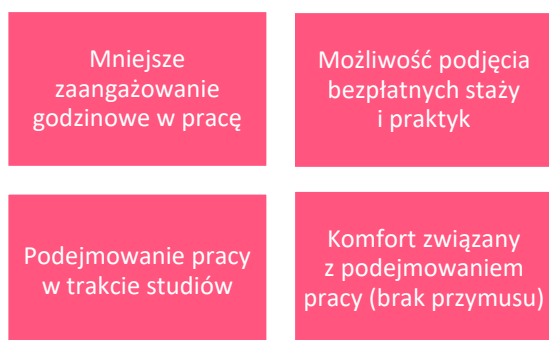 Mniejsze
zaangażowanie
godzinowe w pracę
Możliwość podjęcia
bezpłatnych staży
i praktyk
Podejmowanie pracy
w trakcie studiów
Komfort związany
z podejmowaniem
pracy (brak przymusu)